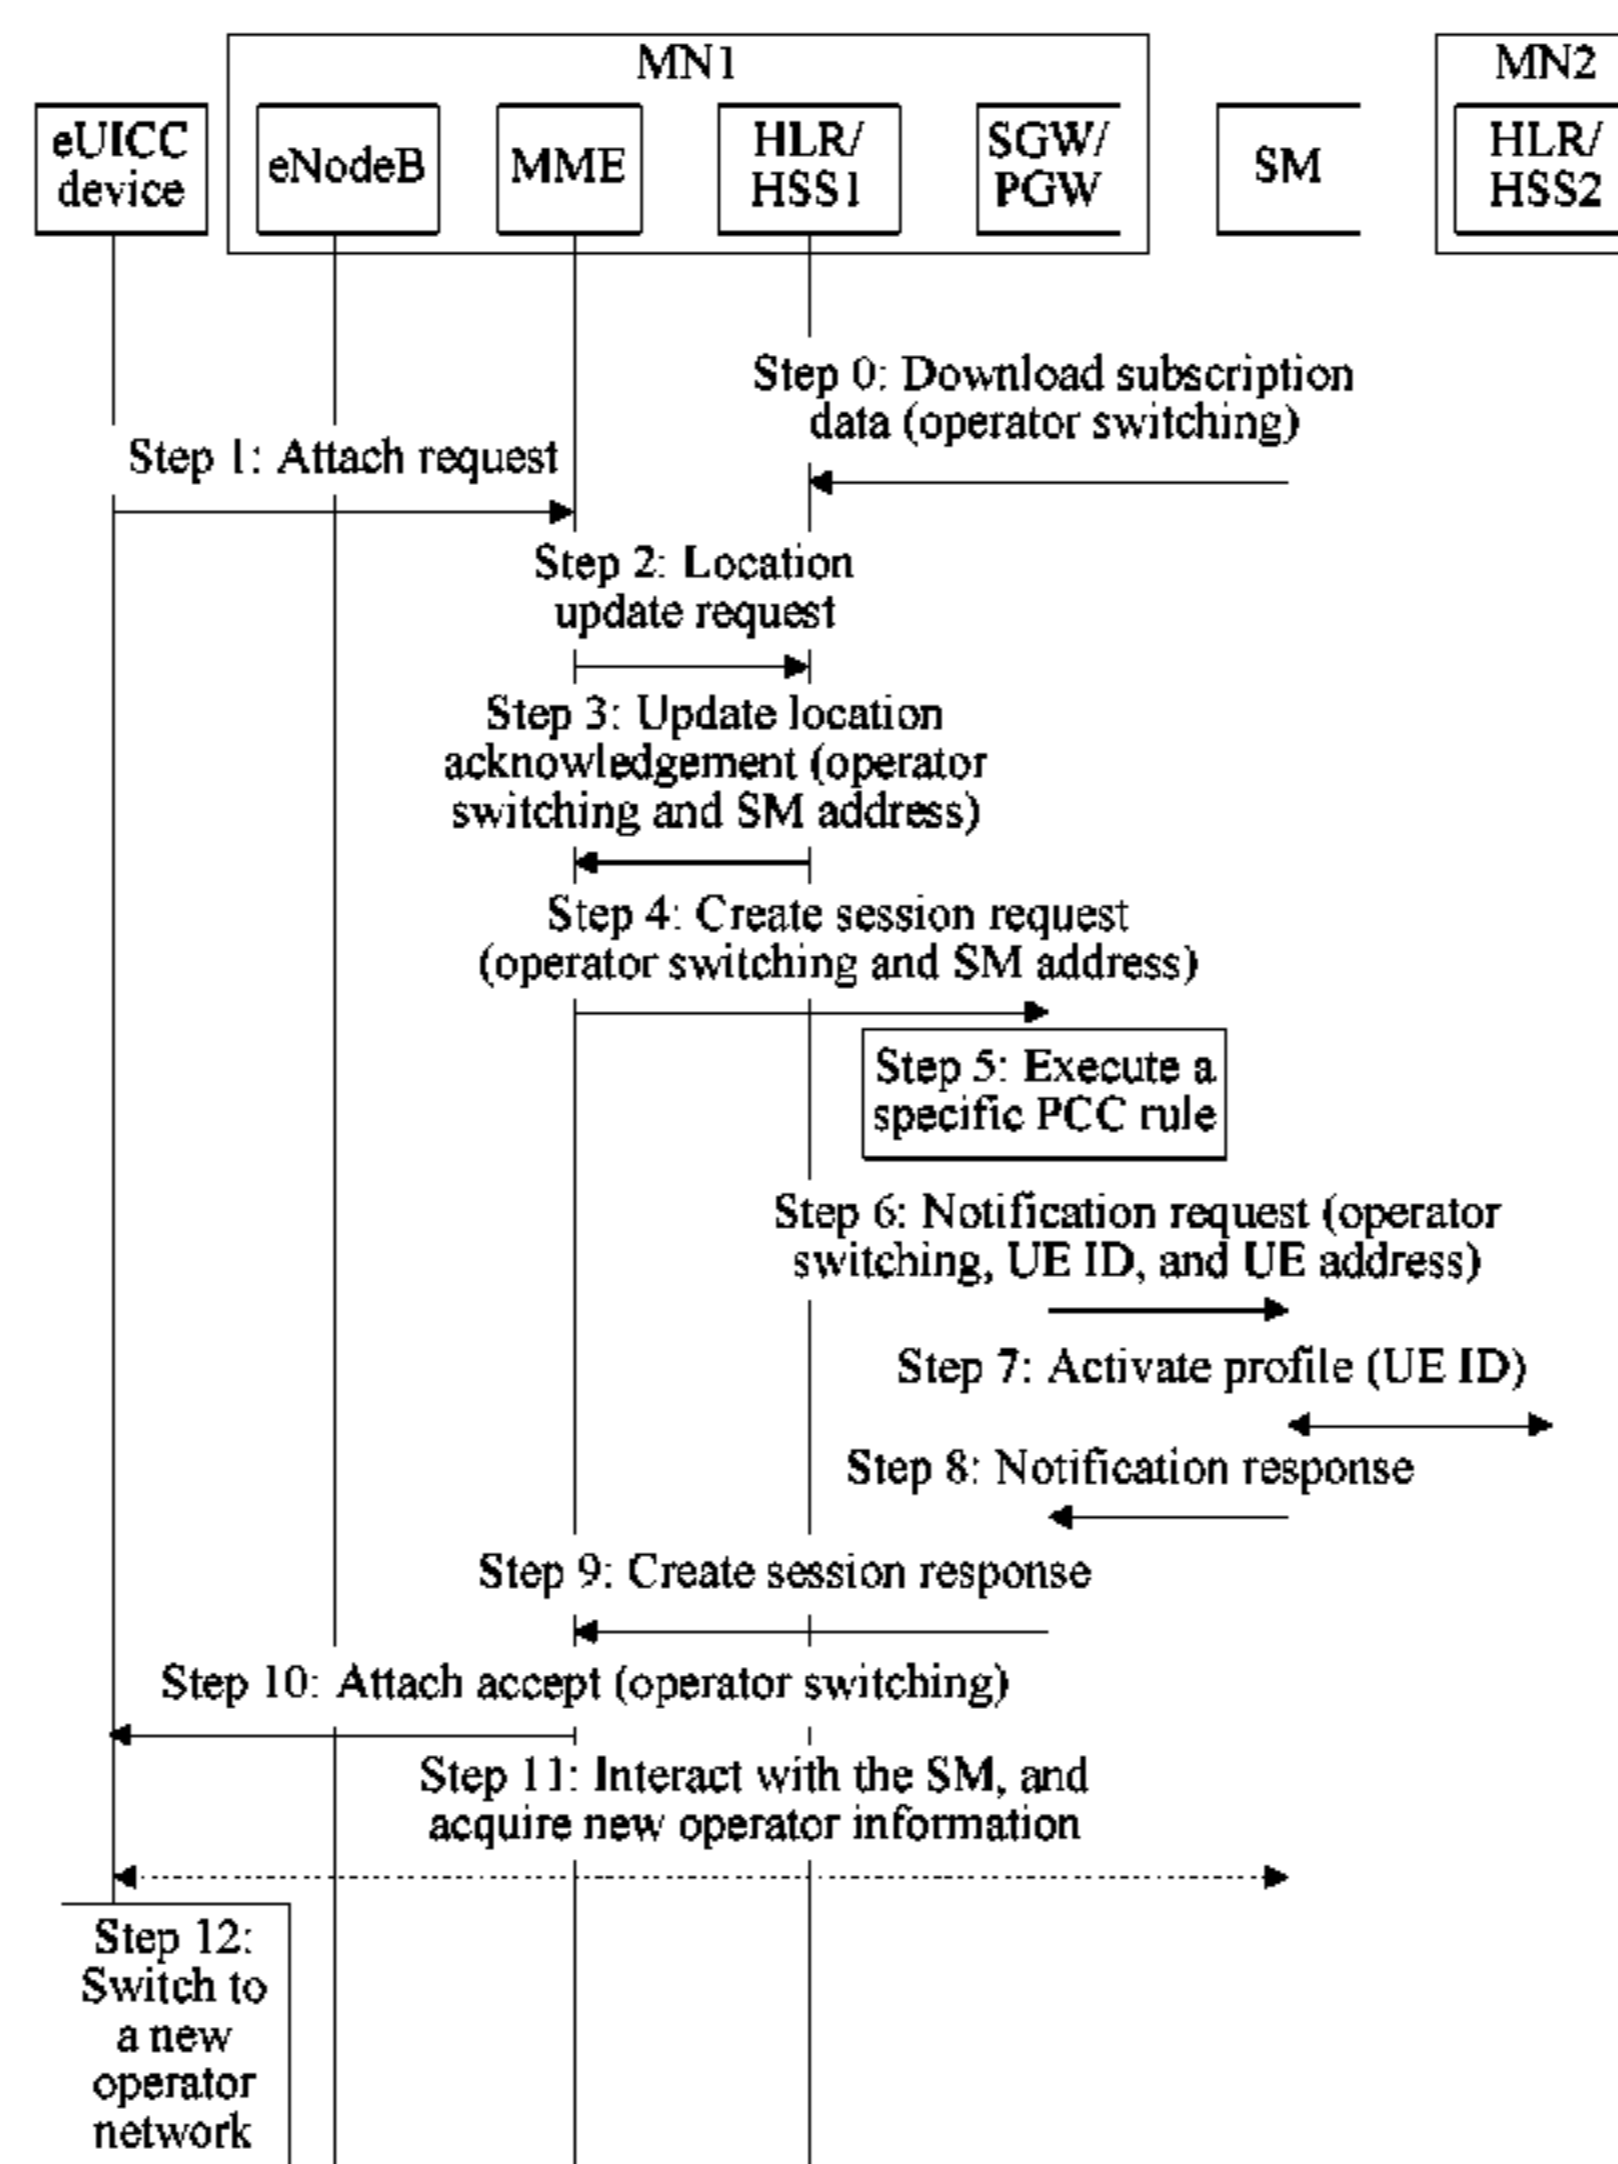 MN1
MN2
eUICC
device
eNodeB
MME
HLR/
HSS1
SGW/
PGW
SM
HLR/
HSS2
Step 0: Download subscription
data (operator switching)
Step 1: Attach request
Step 2: Location
update request
Step 3: Update location
acknowledgement (operator
switching and SM address)
Step 4: Create session request
(operator switching and SM address)
Step 5: Execute a
specific PCC rule
Step 6: Notification request (operator
switching, UE ID, and UE address)
Step 7: Activate profile (UE ID)
Step 8: Notification response
Step 9: Create session response
Step 10: Attach accept (operator switching)
Step 11: Interact with the SM, and
acquire new operator information
Step 12:
Switch to
a new
operator
network